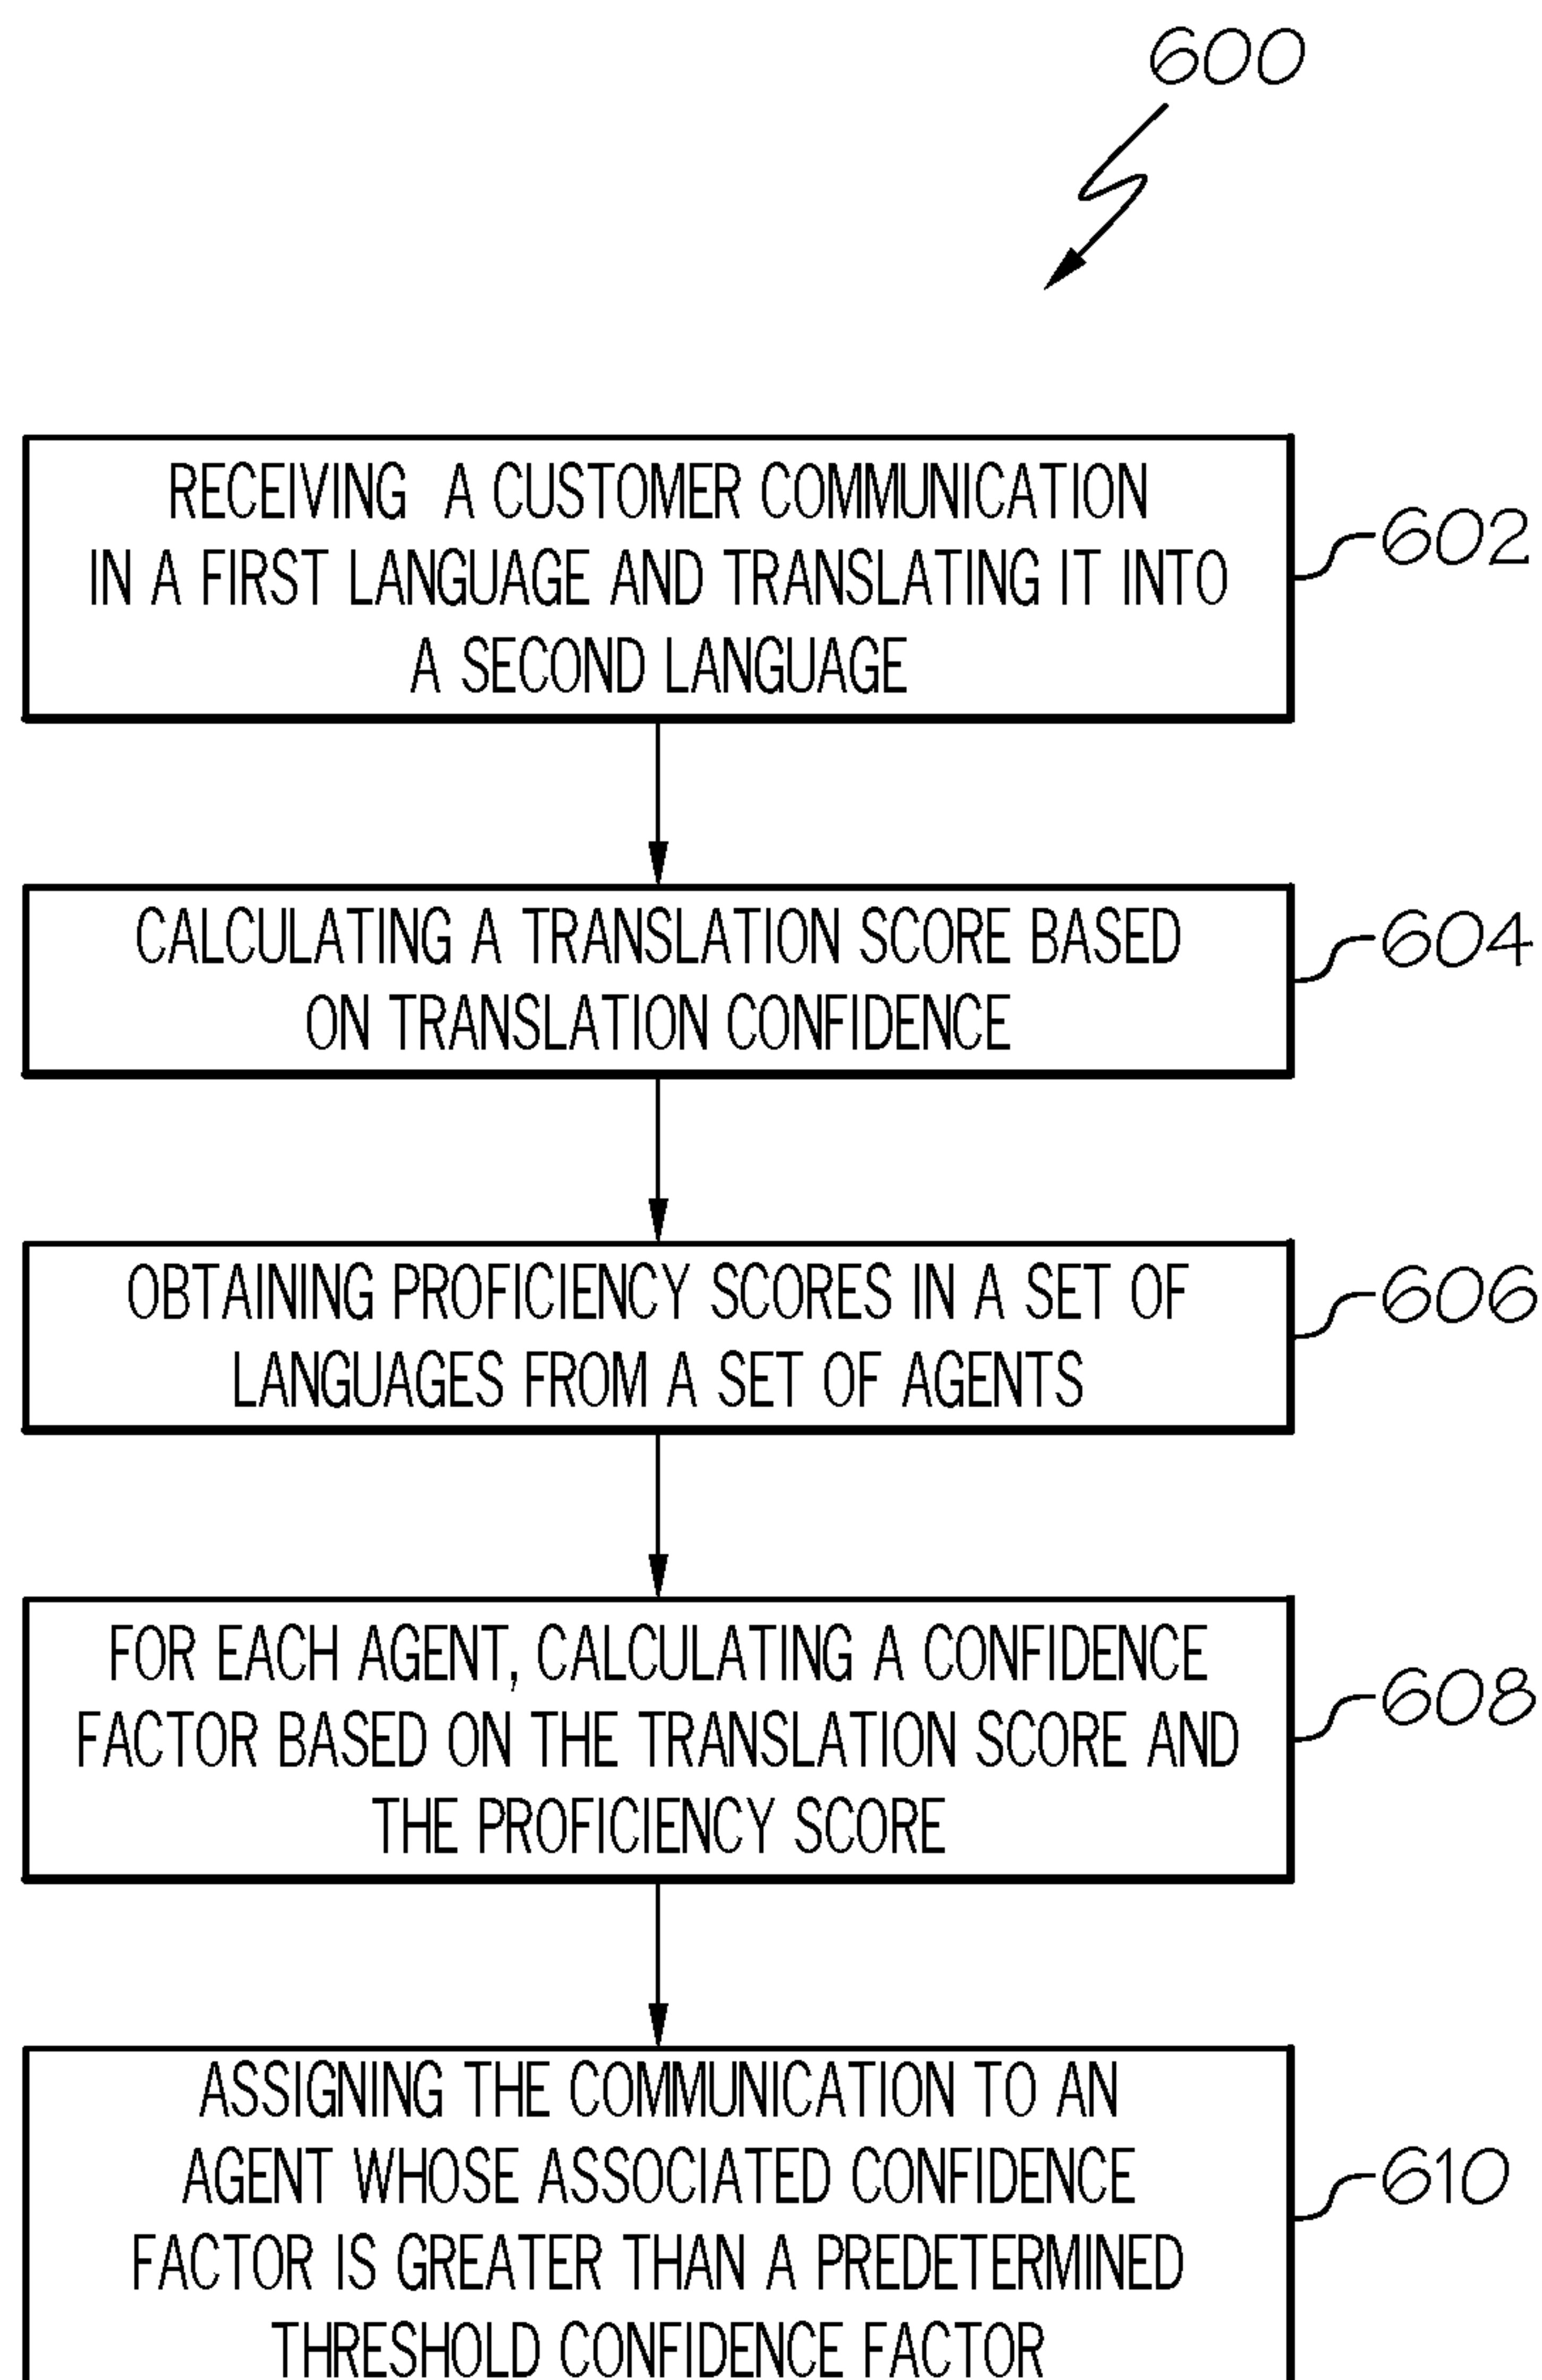 600
RECEIVING A CUSTOMER COMMUNICATION
IN A FIRST LANGUAGE AND TRANSLATING IT INTO
A SECOND LANGUAGE
602
CALCULATING A TRANSLATION SCORE BASED
ON TRANSLATION CONFIDENCE
604
OBTAINING PROFICIENCY SCORES IN A SET OF
LANGUAGES FROM A SET OF AGENTS
606
FOR EACH AGENT, CALCULATING A CONFIDENCE
FACTOR BASED ON THE TRANSLATION SCORE AND
THE PROFICIENCY SCORE
608
ASSIGNING THE COMMUNICATION TO AN
AGENT WHOSE ASSOCIATED CONFIDENCE
FACTOR IS GREATER THAN A PREDETERMINED
THRESHOLD CONFIDENCE FACTOR
610